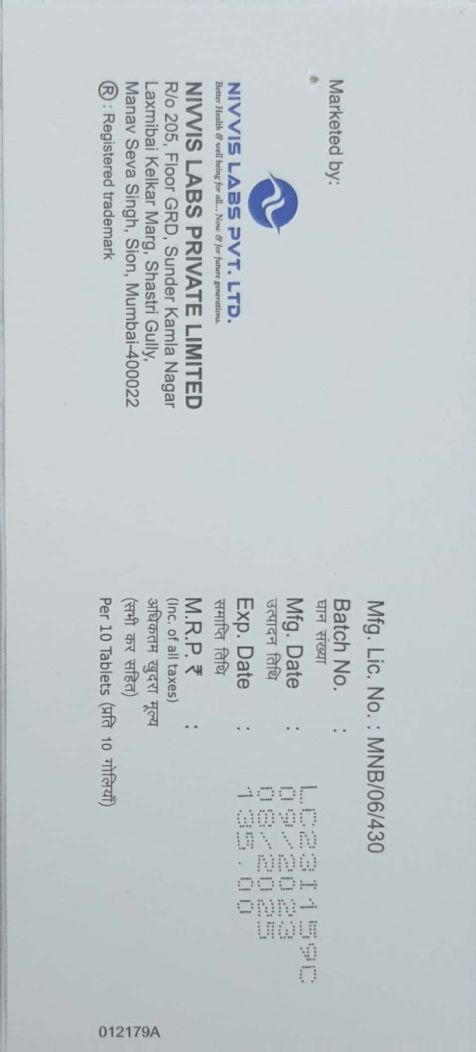 Marketed by:
NIVVIS LABS PVT. LTD.
Better Health & well being for all... Now & for future generations.
NIVVIS LABS PRIVATE LIMITED
R/o 205, Floor GRD, Sunder Kamla Nagar
Laxmibai Kelkar Marg, Shastri Gully,
Manav Seva Singh, Sion, Mumbai-400022
® : Registered trademark
Mfg. Lic. No. : MNB/06/430
Batch No. :
घान संख्या
LC23I159C
Mfg. Date :
09/2023
उत्पादन तिथि
08/2025
Exp. Date :
135.00
समाप्ति तिथि
M.R.P. ₹ :
(Inc. of all taxes)
अधिकतम खुदरा मूल्य
(सभी कर सहित)
Per 10 Tablets (प्रति 10 गोलियाँ)
012179A